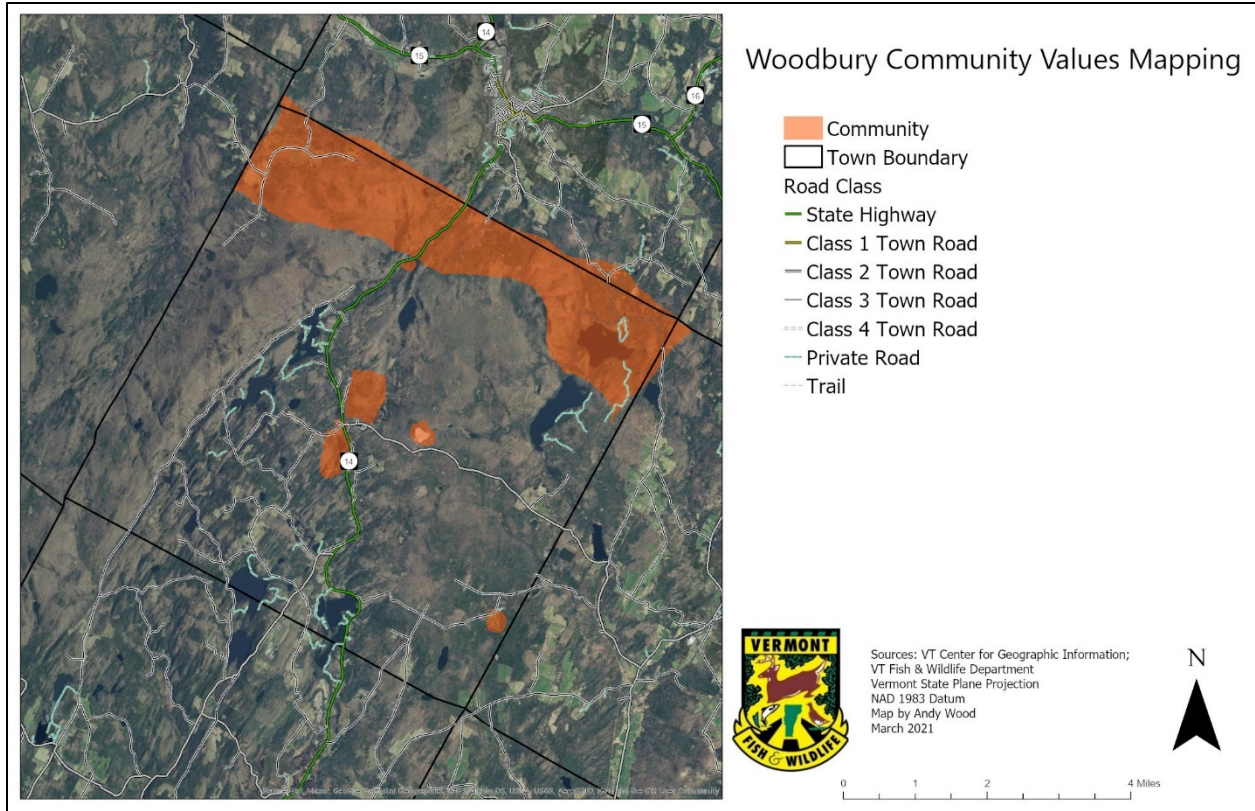 Woodbury Community Values Mapping
Community
Town Boundary
Road Class
State Highway
Class 1 Town Road
Class 2 Town Road
Class 3 Town Road
Class 4 Town Road
Private Road
Trail
14
15
16
15
14
VERMONT
FISH & WILDLIFE
Sources: VT Center for Geographic Information;
VT Fish & Wildlife Department
Vermont State Plane Projection
NAD 1983 Datum
Map by Andy Wood
March 2021
N
0 1 2 4 Miles